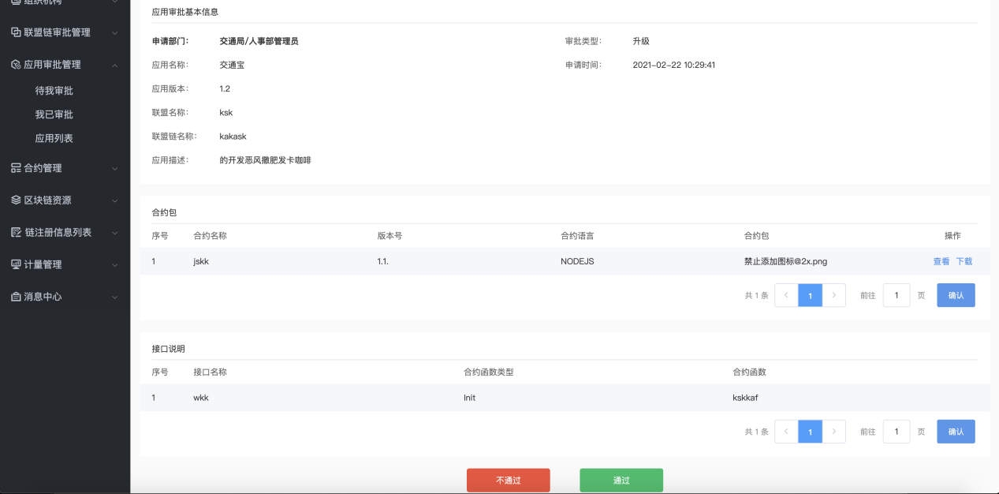 组织机构
联盟链审批管理
应用审批管理
待我审批
我已审批
应用列表
合约管理
区块链资源
链注册信息列表
计量管理
消息中心
应用审批基本信息
申请部门: 交通局/人事部管理员 审批类型: 升级
应用名称: 交通宝 申请时间: 2021-02-22 10:29:41
应用版本: 1.2
联盟名称: ksk
联盟链名称: kakask
应用描述: 的开发恶风撒肥发卡咖啡
合约包
序号 合约名称 版本号 合约语言 合约包 操作
1 jskk 1.1. NODEJS 禁止添加图标@2x.png 查看 下载
共 1 条 1 前往 1 页 确认
接口说明
序号 接口名称 合约函数类型 合约函数
1 wkk Init kskkaf
共 1 条 1 前往 1 页 确认
不通过 通过